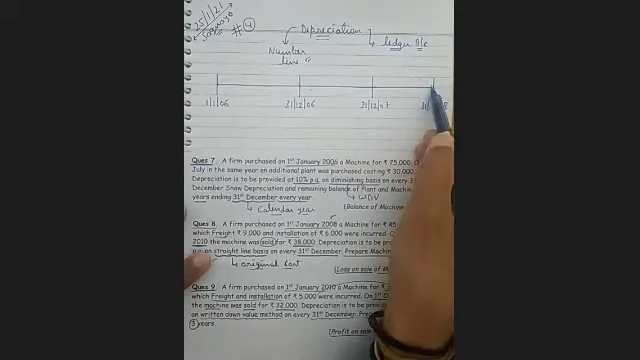 25/1/21
#4
Depreciation
Number line
ledger A/c
1/1/06
31/12/06
31/12/07
31/
8
Ques 7. A firm purchased on 1st January 2006 a Machine for ₹ 75,000. O
July in the same year an additional plant was purchased costing ₹ 30,000
Depreciation is to be provided at 10% p.a. on diminishing basis on every 3
December Show Depreciation and remaining balance of Plant and Machin
years ending 31st December every year.
WDV
Calendar year
(Balance of Machine
Ques 8. A firm purchased on 1st January 2008 a Machine for ₹ 45
which Freight ₹ 9,000 and installation of ₹ 6,000 were incurred. O
2010 the machine was sold for ₹ 38,000. Depreciation is to be pro
p.a. on straight line basis on every 31st December. Prepare Machin
original cost
(Loss on sale of M
Ques 9. A firm purchased on 1st January 2010 a Machine for ₹ 3
which Freight and installation of ₹ 5,000 were incurred. On 1st O
the machine was sold for ₹ 32,000. Depreciation is to be prov
on written down value method on every 31st December. Prep
3 years.
(Profit on sale